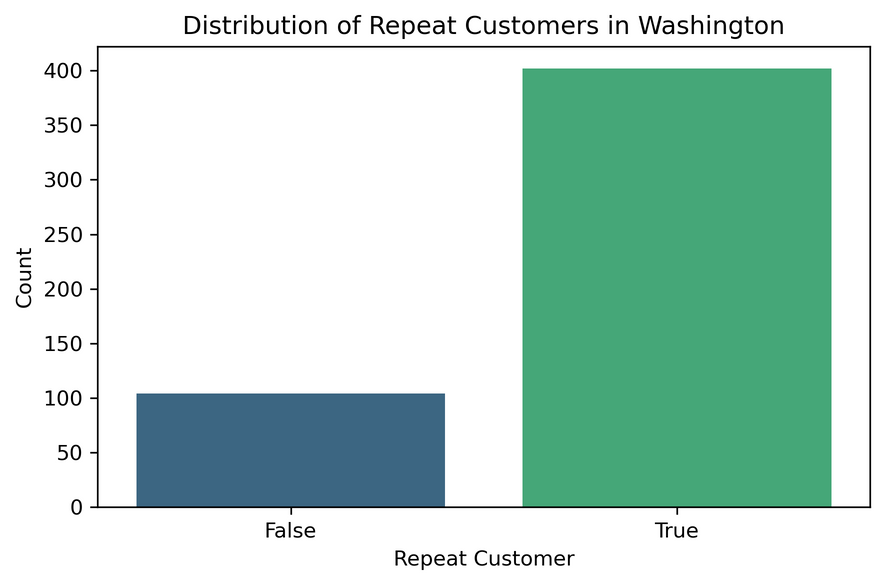 Distribution of Repeat Customers in Washington
400
350
300
250
200
150
100
50
0
Count
False
True
Repeat Customer